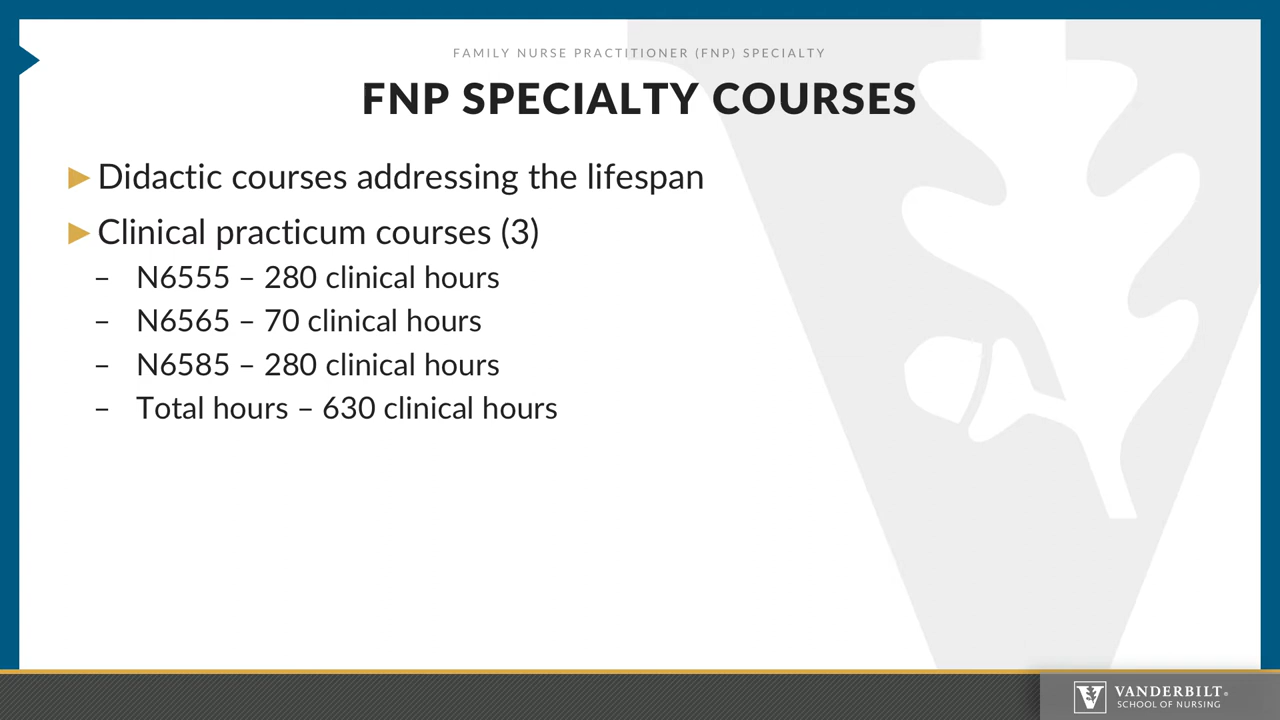 FAMILY NURSE PRACTITIONER (FNP) SPECIALTY
FNP SPECIALTY COURSES
► Didactic courses addressing the lifespan
► Clinical practicum courses (3)
– N6555 – 280 clinical hours
– N6565 – 70 clinical hours
– N6585 – 280 clinical hours
– Total hours – 630 clinical hours
VANDERBILT®
SCHOOL OF NURSING